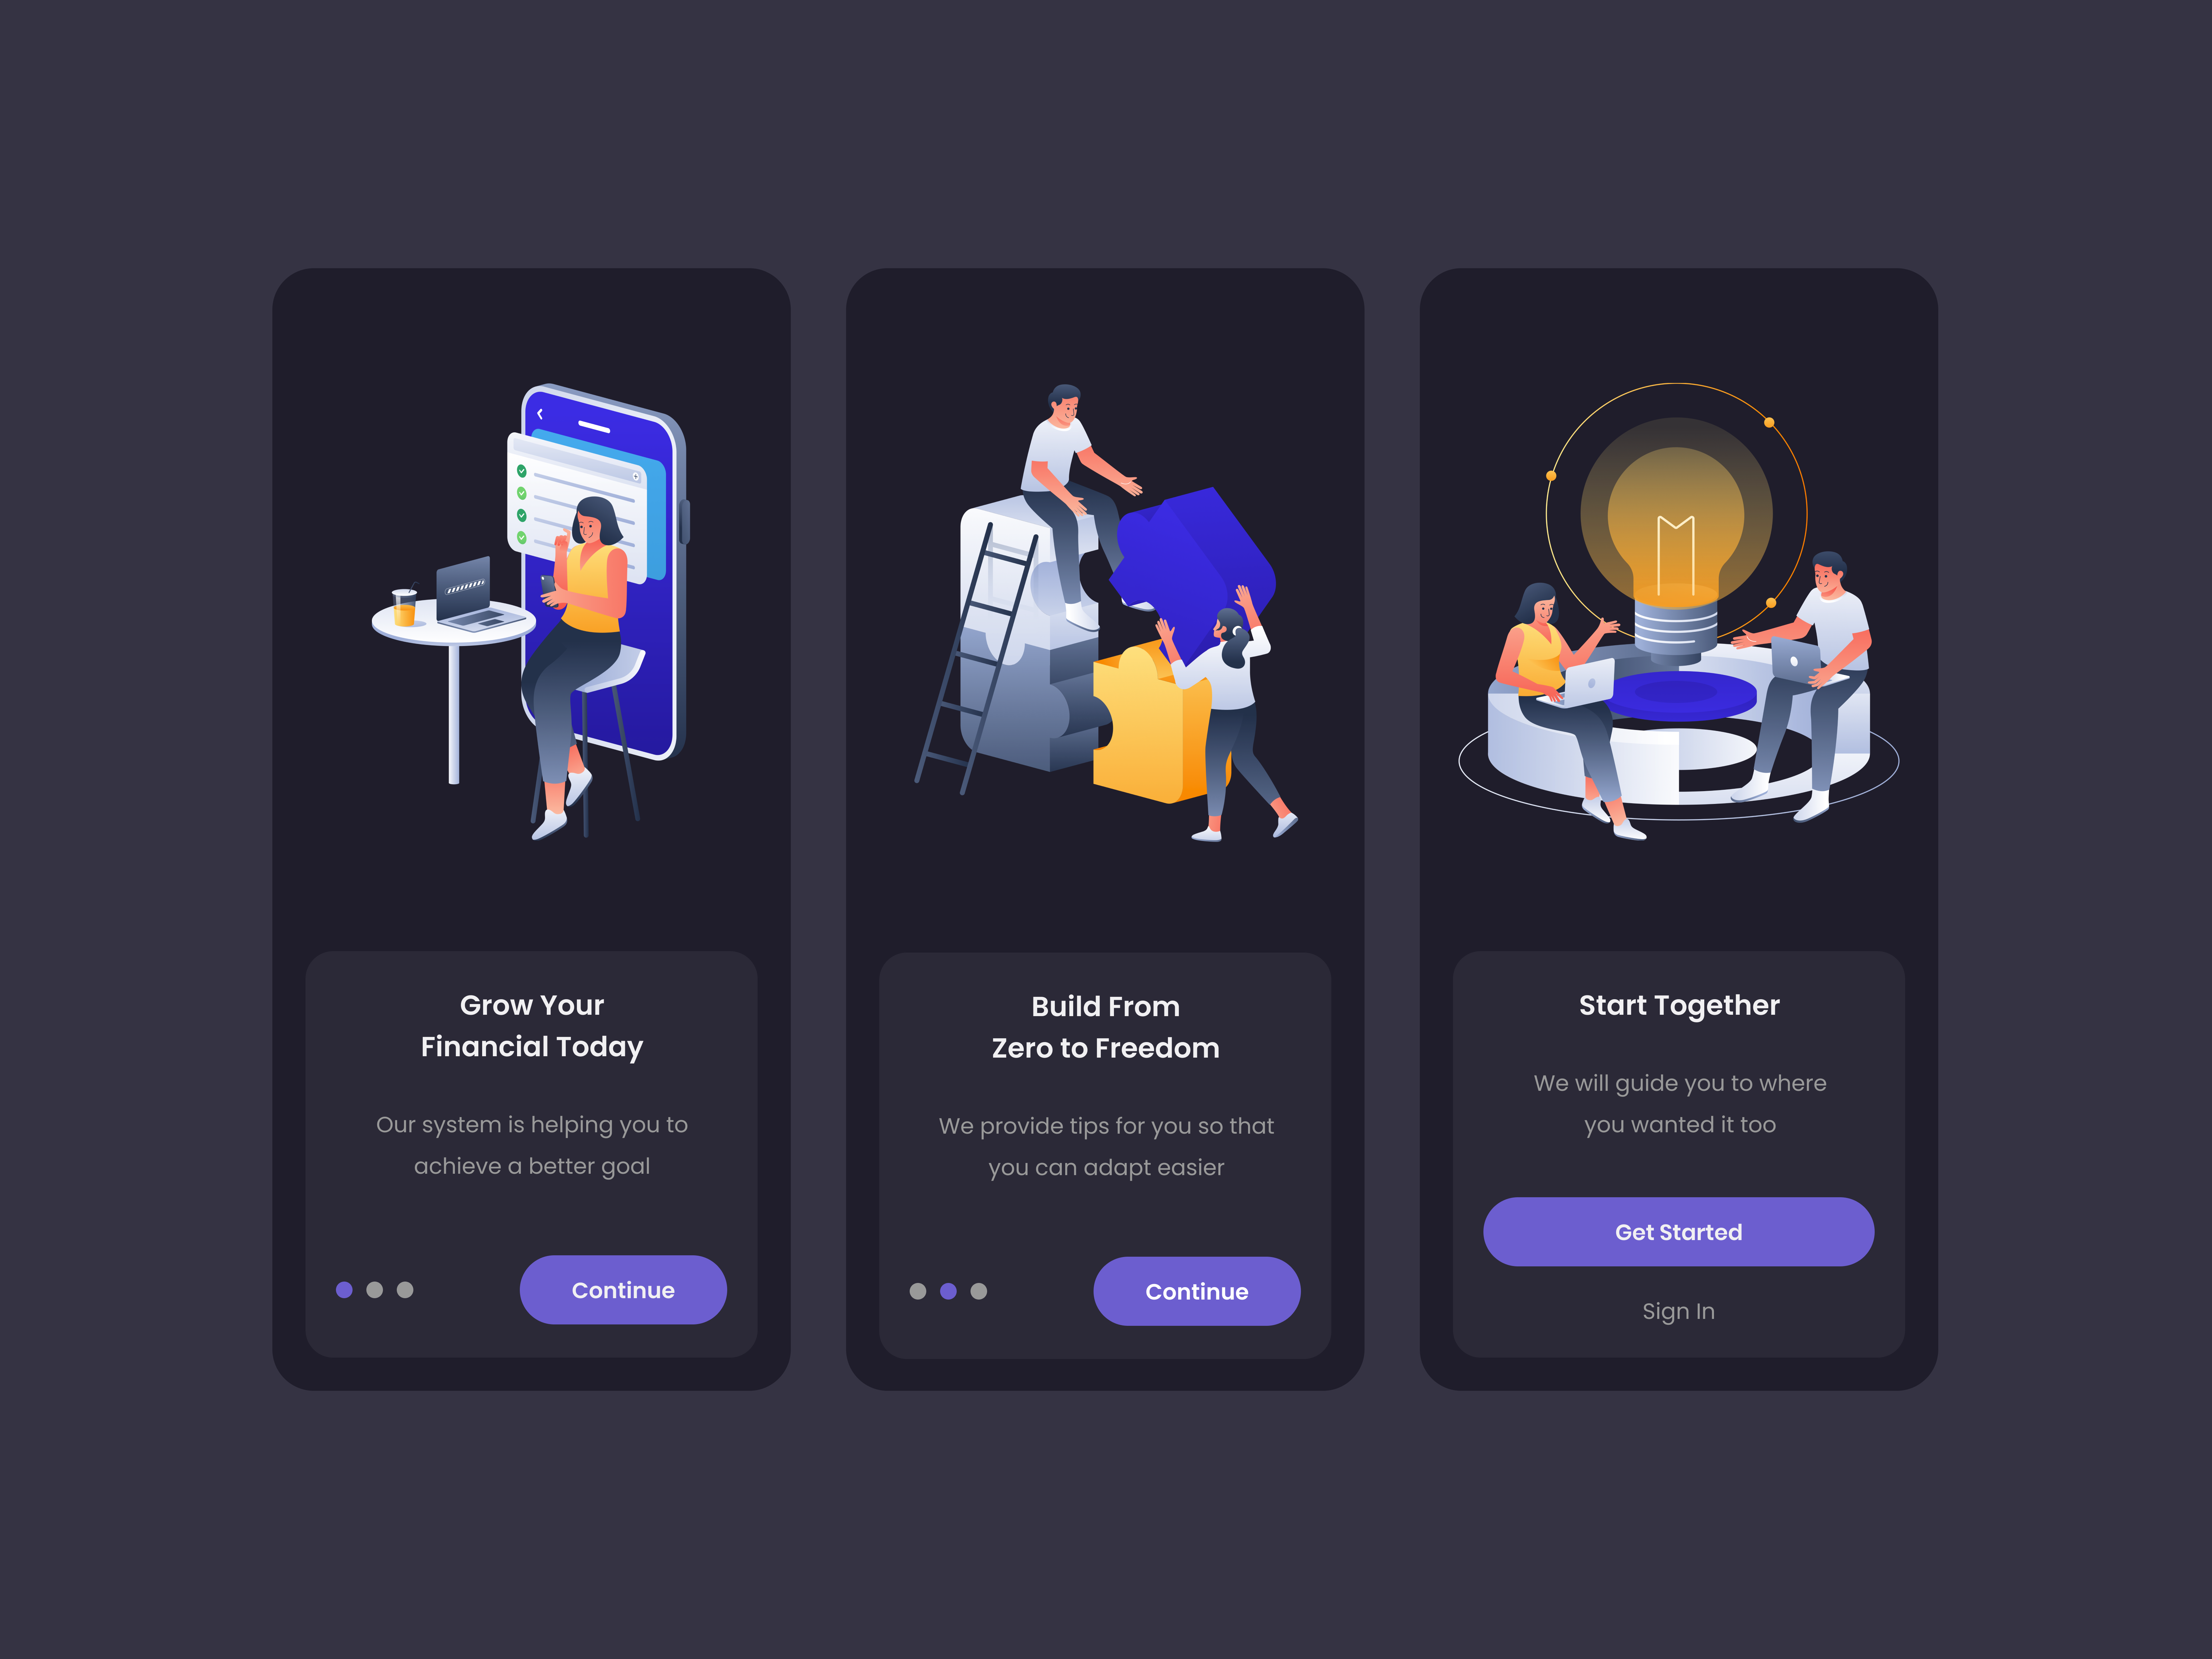 Grow Your
Financial Today
Our system is helping you to
achieve a better goal
Continue
Build From
Zero to Freedom
We provide tips for you so that
you can adapt easier
Continue
Start Together
We will guide you to where
you wanted it too
Get Started
Sign In